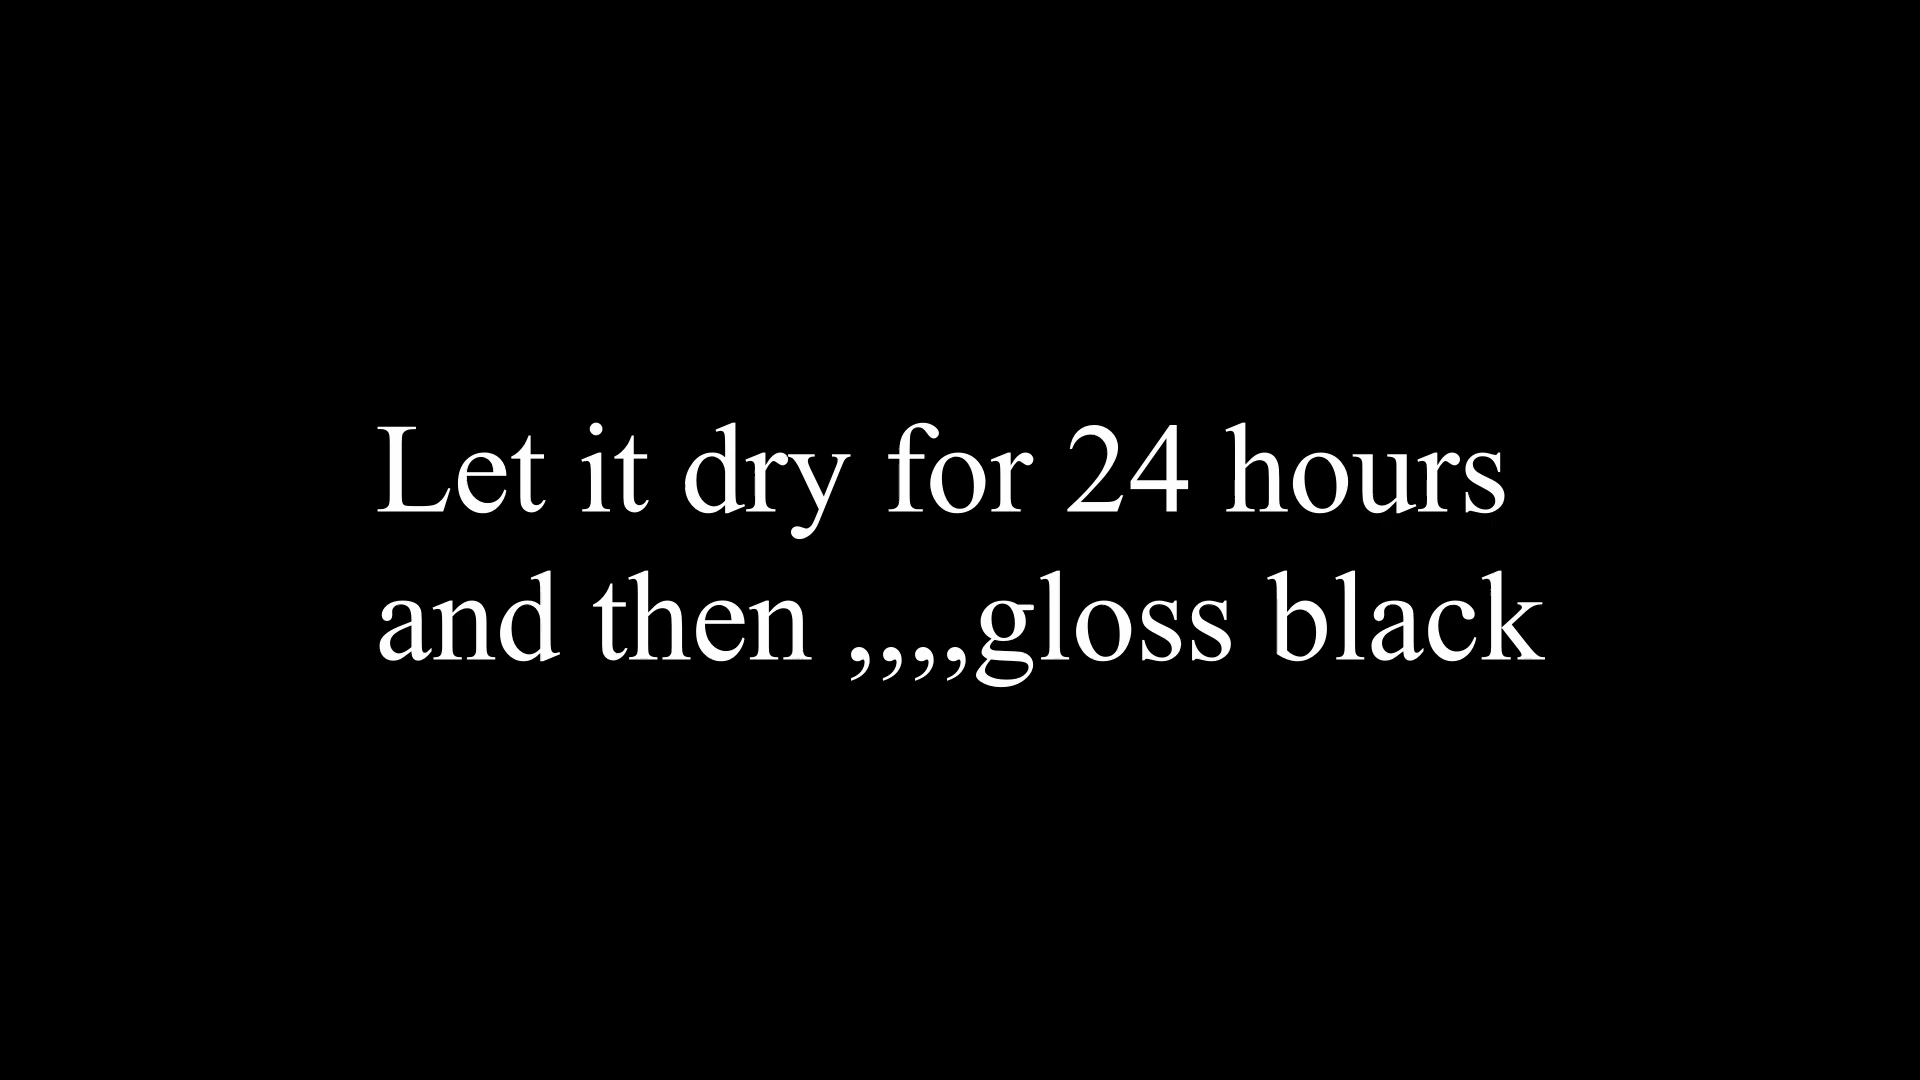 Let it dry for 24 hours
and then ,,,,gloss black